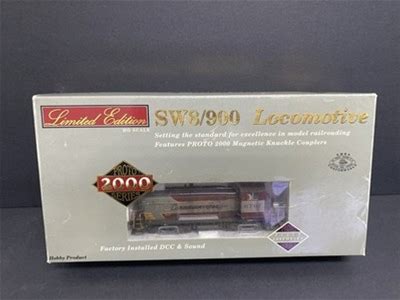 Limited Edition
HO SCALE
SW8/900 Locomotive
Setting the standard for excellence in model railroading
Features PROTO 2000 Magnetic Knuckle Couplers
PROTO
2000
SERIES
Factory Installed DCC & Sound
Hobby Product